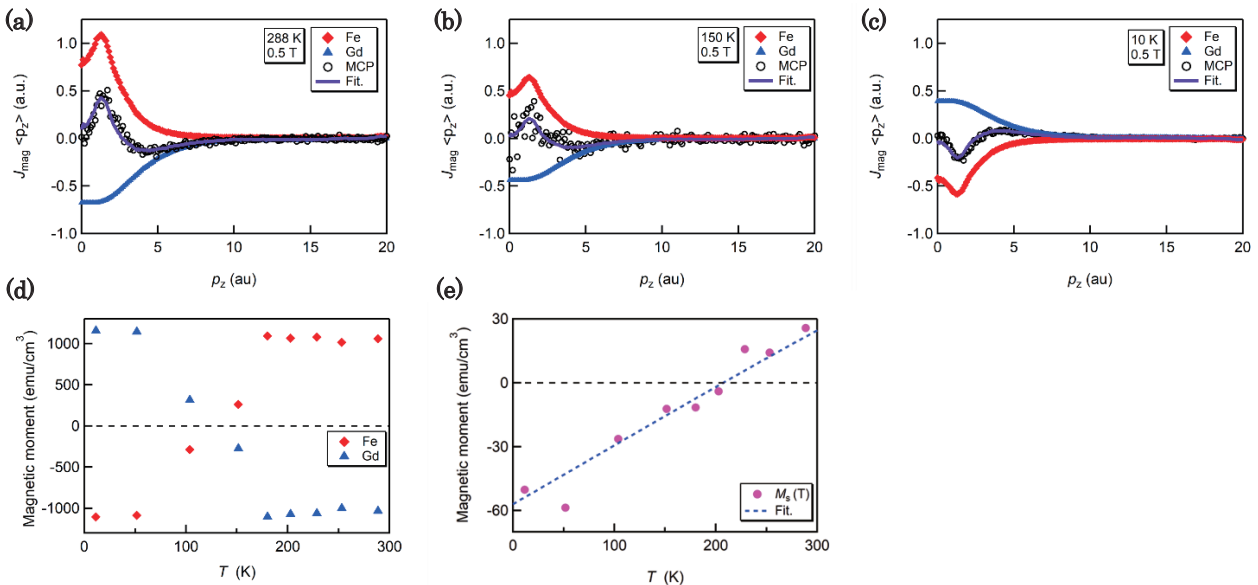 (a)
J_mag <p_z> (a.u.)
1.0
0.5
0.0
-0.5
-1.0
288 K
0.5 T
Fe
Gd
MCP
Fit.
0 5 10 15 20
p_z (au)
(b)
J_mag <p_z> (a.u.)
1.0
0.5
0.0
-0.5
-1.0
150 K
0.5 T
Fe
Gd
MCP
Fit.
0 5 10 15 20
p_z (au)
(c)
J_mag <p_z> (a.u.)
1.0
0.5
0.0
-0.5
-1.0
10 K
0.5 T
Fe
Gd
MCP
Fit.
0 5 10 15 20
p_z (au)
(d)
Magnetic moment (emu/cm³)
1000
500
0
-500
-1000
Fe
Gd
0 100 200 300
T (K)
(e)
Magnetic moment (emu/cm³)
30
0
-30
-60
M_s (T)
Fit.
0 100 200 300
T (K)